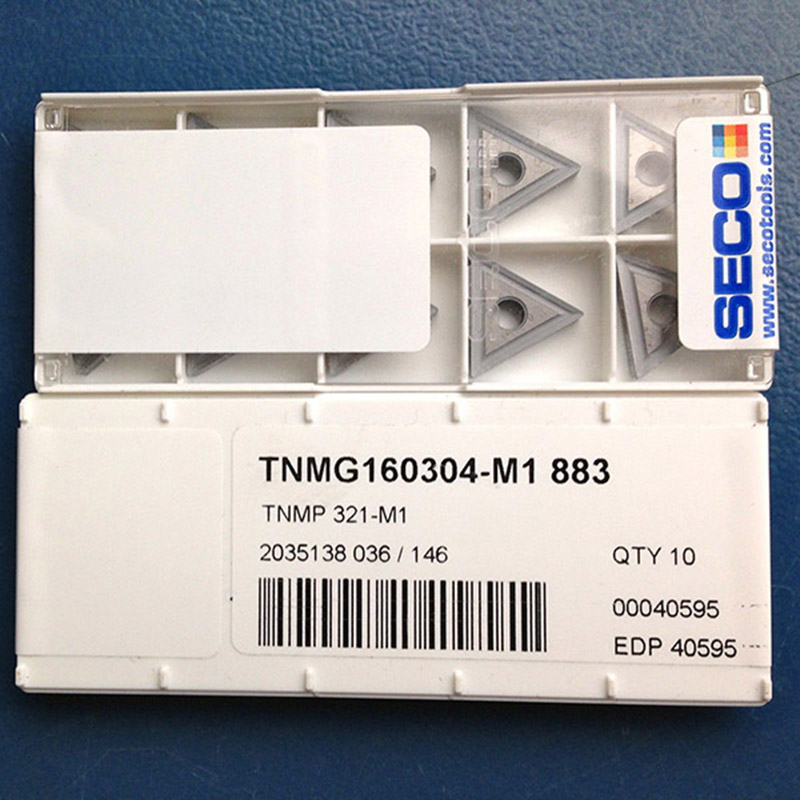 SECO
www.secotools.com
TNMG160304-M1 883
TNMP 321-M1
2035138 036 / 146
QTY 10
00040595
EDP 40595